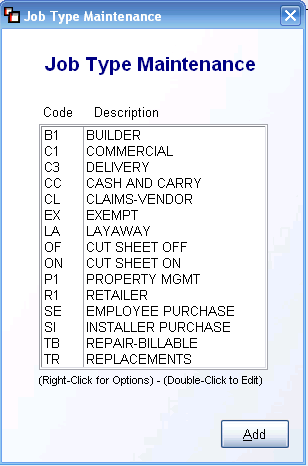 Job Type Maintenance
Job Type Maintenance
Code Description
B1 BUILDER
C1 COMMERCIAL
C3 DELIVERY
CC CASH AND CARRY
CL CLAIMS-VENDOR
EX EXEMPT
LA LAYAWAY
OF CUT SHEET OFF
ON CUT SHEET ON
P1 PROPERTY MGMT
R1 RETAILER
SE EMPLOYEE PURCHASE
SI INSTALLER PURCHASE
TB REPAIR-BILLABLE
TR REPLACEMENTS
(Right-Click for Options) - (Double-Click to Edit)
Add